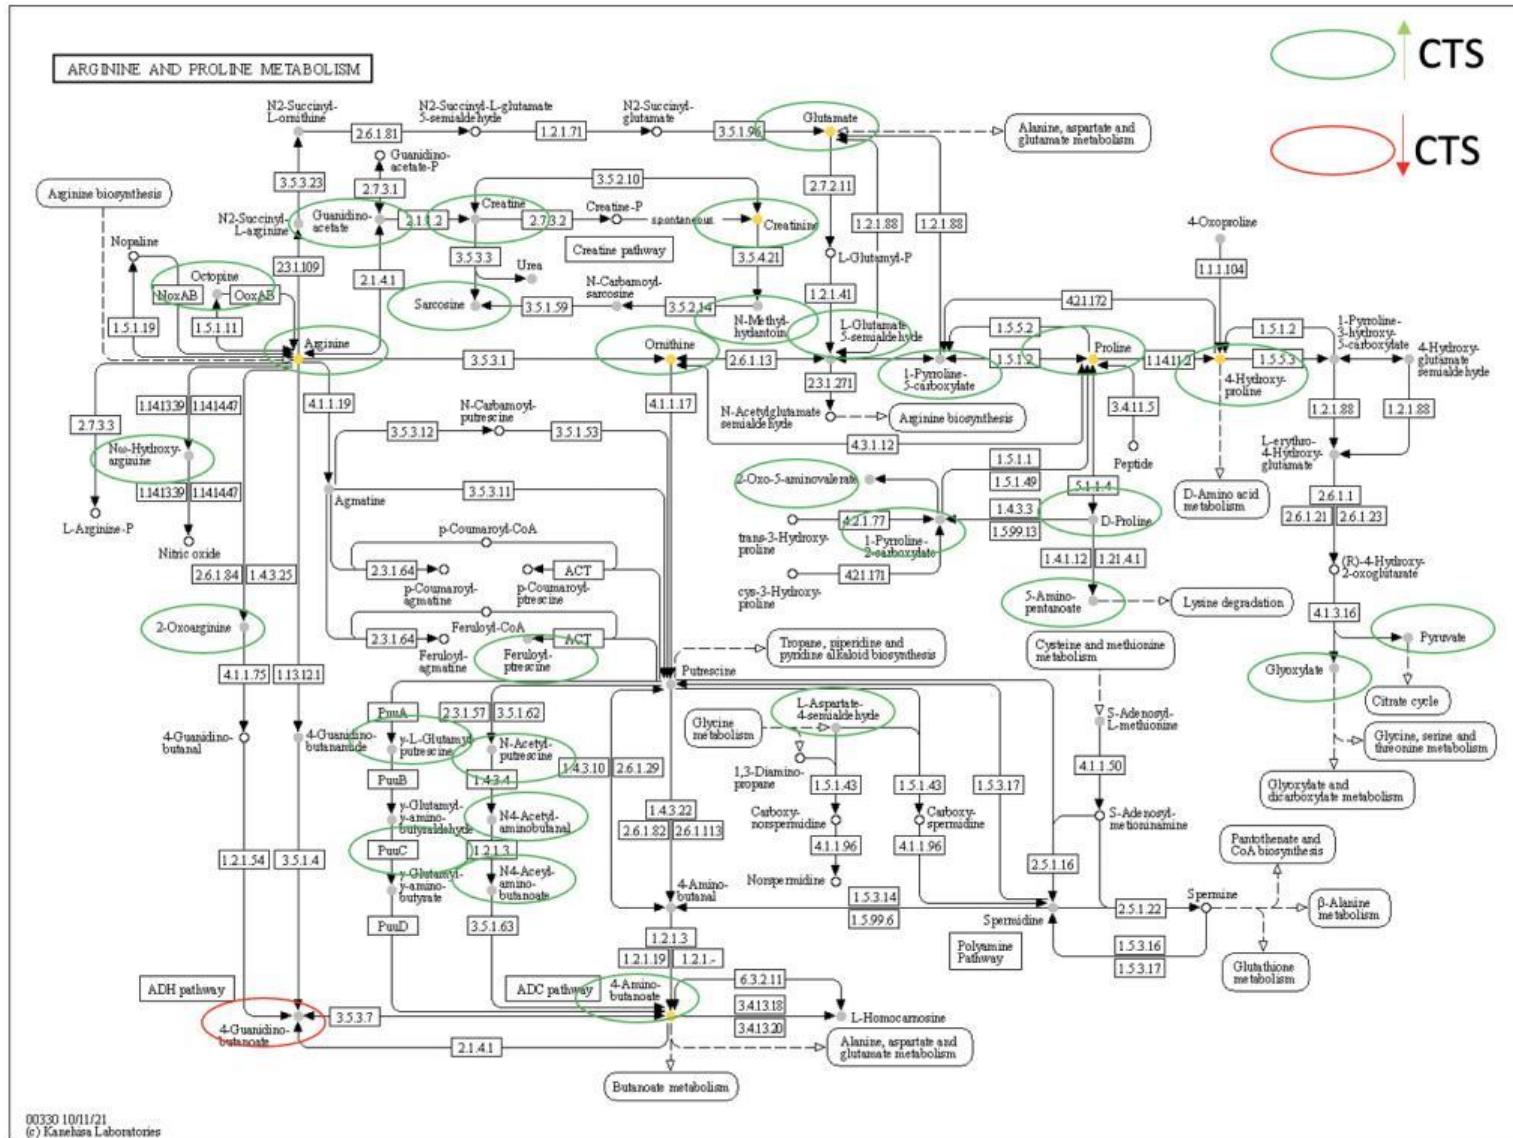 CTS
ARGININE AND PROLINE METABOLISM
CTS
N2-Succinyl-
L-ornithine
2.6.1.81
N2-Succinyl-L-glutamate
5-semialdehyde
1.2.1.71
N2-Succinyl-
glutamate
3.5.1.96
Glutamate
Alanine, aspartate and
glutamate metabolism
Guanidino-
acetate-P
Arginine biosynthesis
3.5.3.23
2.7.3.1
3.5.2.10
2.7.2.11
N2-Succinyl-
L-arginine
Guanidino-
acetate
2.1.1.2
Creatine
2.7.3.2
Creatine-P
spontaneous
Creatinine
1.2.1.88
1.2.1.88
4-Oxoproline
Nopaline
Creatine pathway
3.5.3.3
3.5.4.21
L-Glutamyl-P
1.1.1.104
Octopine
2.3.1.109
2.1.4.1
Urea
NoxAB
OoxAB
Sarcosine
3.5.1.59
N-Carbamoyl-
sarcosine
3.5.2.14
N-Methyl-
hydantoin
1.2.1.41
L-Glutamate
5-semialdehyde
4.2.1.172
1.5.1.19
1.5.1.11
1.5.5.2
1.5.1.2
1-Pyrroline-
3-hydroxy-
5-carboxylate
Arginine
3.5.3.1
Ornithine
2.6.1.13
1-Pyrroline-
5-carboxylate
1.5.1.2
Proline
1.14.11.2
4-Hydroxy-
proline
1.5.5.3
4-Hydroxy-
glutamate
semialdehyde
2.3.1.271
1.14.13.39
1.14.14.47
4.1.1.19
4.1.1.17
N-Acetylglutamate
semialdehyde
Arginine biosynthesis
3.4.11.5
1.2.1.88
1.2.1.88
2.7.3.3
N-Carbamoyl-
putrescine
3.5.3.12
3.5.1.53
4.3.1.12
Peptide
L-erythro-
4-Hydroxy-
glutamate
Nω-Hydroxy-
arginine
1.5.1.1
1.5.1.49
2-Oxo-5-aminovalerate
5.1.1.4
D-Amino acid
metabolism
1.14.13.39
1.14.14.47
Agmatine
3.5.3.11
2.6.1.1
2.6.1.21
2.6.1.23
L-Arginine-P
Nitric oxide
trans-3-Hydroxy-
proline
4.2.1.77
1-Pyrroline-
2-carboxylate
1.4.3.3
1.5.99.13
D-Proline
p-Coumaroyl-CoA
1.4.1.12
1.21.4.1
(R)-4-Hydroxy-
2-oxoglutarate
2.6.1.84
1.4.3.25
2.3.1.64
ACT
p-Coumaroyl-
agmatine
p-Coumaroyl-
ptrescine
cys-3-Hydroxy-
proline
4.2.1.171
5-Amino-
pentanoate
Lysine degradation
4.1.3.16
2-Oxoarginine
Feruloyl-CoA
2.3.1.64
ACT
Feruloyl-
agmatine
Feruloyl-
ptrescine
Tropane, piperidine and
pyridine alkaloid biosynthesis
Cysteine and methionine
metabolism
Pyruvate
Glyoxylate
4.1.1.75
1.13.12.1
Putrescine
Citrate cycle
PuuA
2.3.1.57
3.5.1.62
Glycine
metabolism
L-Aspartate-
4-semialdehyde
S-Adenosyl-
L-methionine
Glycine, serine and
threonine metabolism
4-Guanidino-
butanal
4-Guanidino-
butanamide
γ-L-Glutamyl
putrescine
N-Acetyl-
putrescine
1.4.3.10
2.6.1.29
1,3-Diamino-
propane
4.1.1.50
PuuB
1.4.3.4
1.5.1.43
1.5.1.43
1.5.3.17
Glyoxylate and
dicarboxylate metabolism
γ-Glutamyl-
γ-amino-
butyraldehyde
N4-Acetyl-
aminobutanal
1.4.3.22
2.6.1.82
2.6.1.113
Carboxy-
norspermidine
Carboxy-
spermidine
S-Adenosyl-
metioninamine
Pantothenate and
CoA biosynthesis
1.2.1.54
3.5.1.4
PuuC
1.2.1.3
4.1.1.96
4.1.1.96
2.5.1.16
γ-Glutamyl-
γ-amino-
butyrate
N4-Aceyl-
amino-
butanoate
4-Amino-
butanal
Norspermidine
1.5.3.14
1.5.99.6
Spermidine
2.5.1.22
Spermine
β-Alanine
metabolism
PuuD
3.5.1.63
1.2.1.3
1.2.1.19
1.2.1.-
Polyamine
Pathway
1.5.3.16
1.5.3.17
Glutathione
metabolism
ADH pathway
ADC pathway
4-Amino-
butanoate
6.3.2.11
3.4.13.18
3.4.13.20
L-Homocarnosine
4-Guanidino-
butanoate
3.5.3.7
2.1.4.1
Alanine, aspartate and
glutamate metabolism
Butanoate metabolism
00330 10/11/21
(c) Kanehisa Laboratories